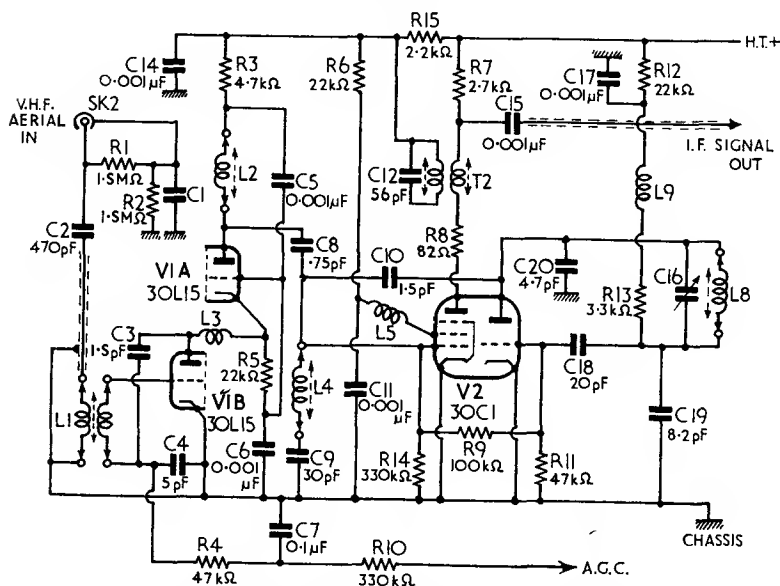 R15
2.2kΩ
H.T.+
C14
0.001µF
R3
4.7kΩ
R6
22kΩ
R7
2.7kΩ
C17
0.001µF
R12
22kΩ
V.H.F.
AERIAL
IN
SK2
C15
0.001µF
I.F. SIGNAL
OUT
R1
1.5MΩ
R2
1.5MΩ
C1
L2
C5
0.001µF
C12
56pF
T2
L9
C2
470pF
C8
.75pF
C10
1.5pF
R8
82Ω
V1A
30L15
C20
4.7pF
R13
3.3kΩ
C16
L8
L3
L5
C3
1.5pF
R5
22kΩ
V1B
30L15
L4
C11
0.001
µF
V2
30C1
C18
20pF
L1
C4
5pF
C6
0.001
µF
C9
30pF
R14
330kΩ
R9
100kΩ
R11
47kΩ
C19
8.2pF
C7
0.1µF
CHASSIS
R4
47kΩ
R10
330kΩ
A.G.C.